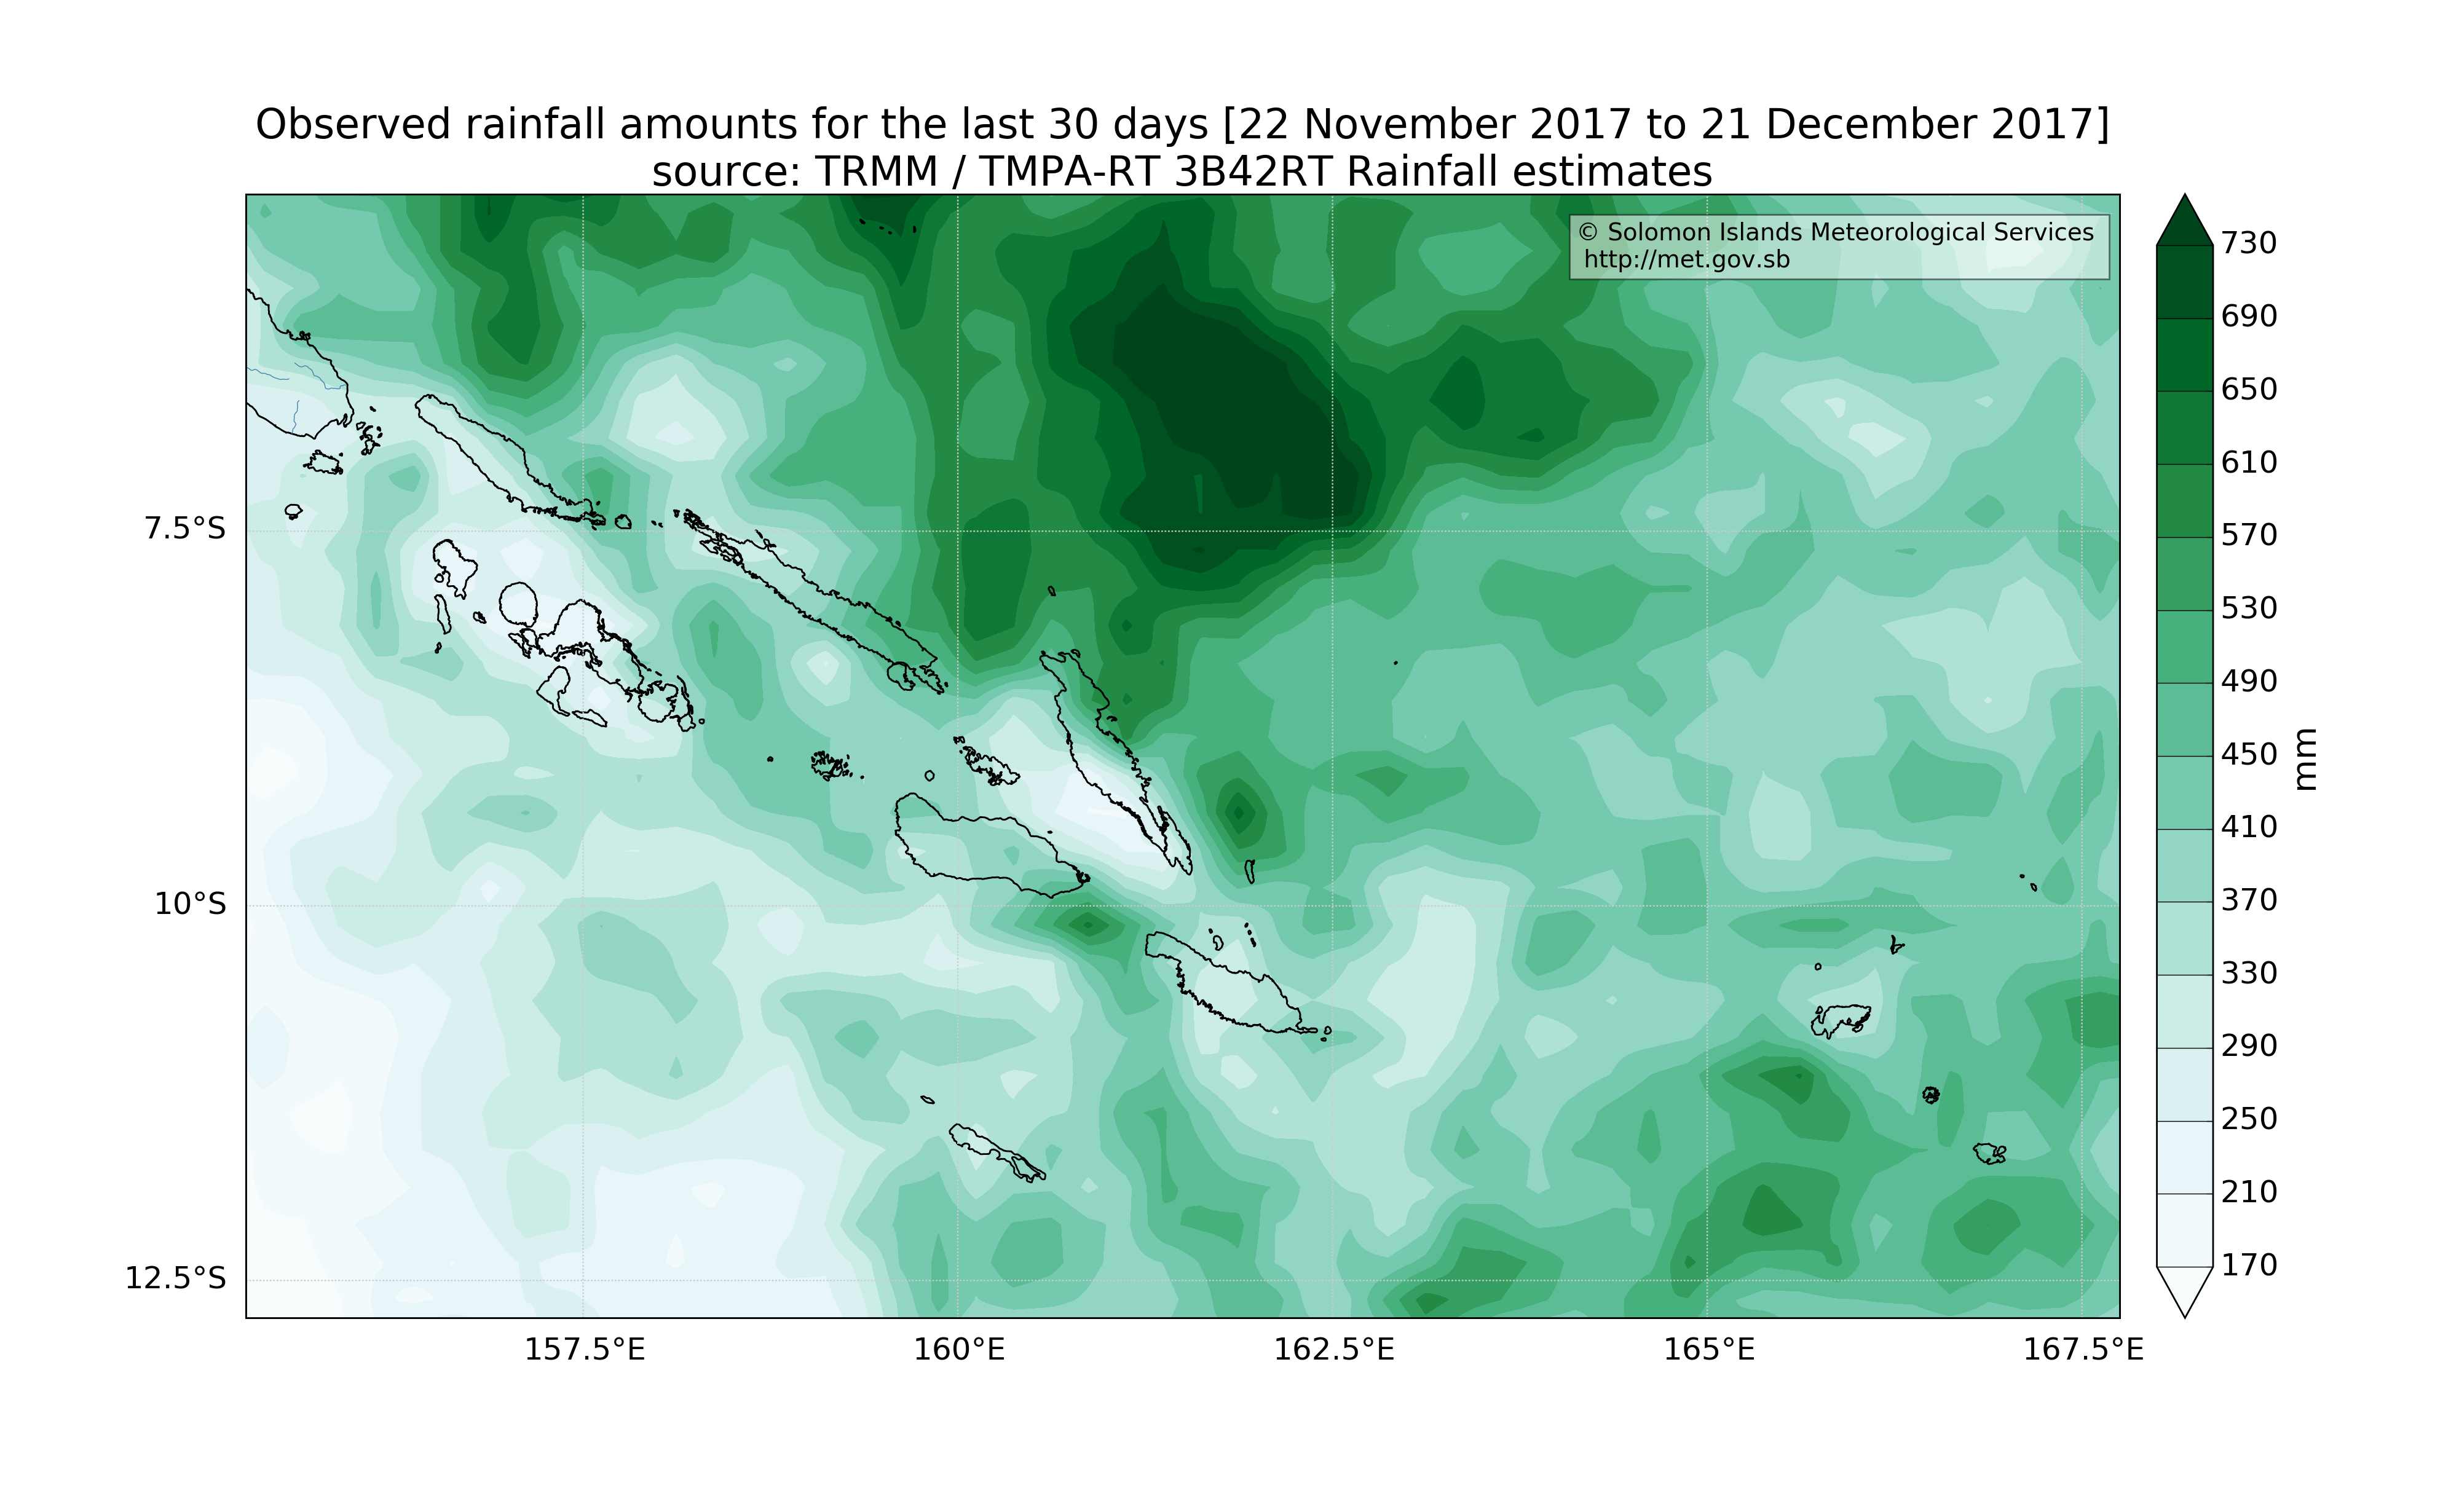 Observed rainfall amounts for the last 30 days [22 November 2017 to 21 December 2017]
source: TRMM / TMPA-RT 3B42RT Rainfall estimates
© Solomon Islands Meteorological Services
http://met.gov.sb
7.5°S
10°S
12.5°S
157.5°E
160°E
162.5°E
165°E
167.5°E
730
690
650
610
570
530
490
450
410
370
330
290
250
210
170
mm